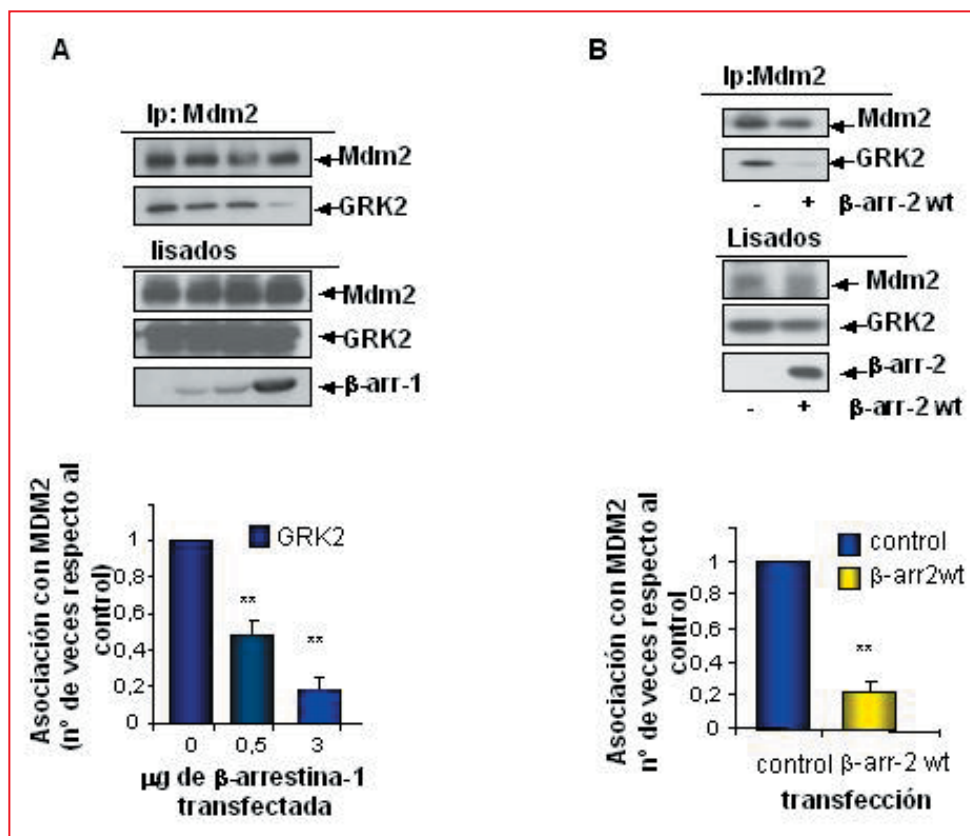 A
Ip: Mdm2
Mdm2
GRK2
lisados
Mdm2
GRK2
β-arr-1
Asociación con MDM2
(n° de veces respecto al
control)
1
0,8
0,6
0,4
0,2
0
GRK2
**
**
0 0,5 3
μg de β-arrestina-1
transfectada
B
Ip:Mdm2
Mdm2
GRK2
- + β-arr-2 wt
Lisados
Mdm2
GRK2
β-arr-2
- + β-arr-2 wt
Asociación con MDM2
n° de veces respecto al
control
1
0,8
0,6
0,4
0,2
0
control
β-arr2wt
**
control β-arr-2 wt
transfección